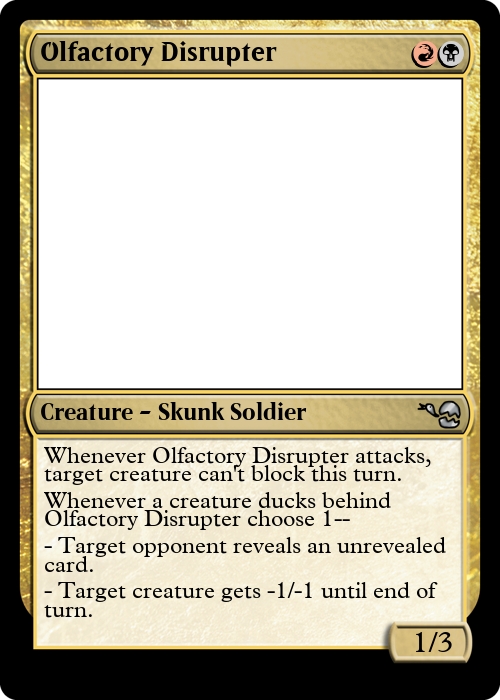 Olfactory Disrupter
Creature – Skunk Soldier
Whenever Olfactory Disrupter attacks,
target creature can't block this turn.
Whenever a creature ducks behind
Olfactory Disrupter choose 1--
- Target opponent reveals an unrevealed
card.
- Target creature gets -1/-1 until end of
turn.
1/3